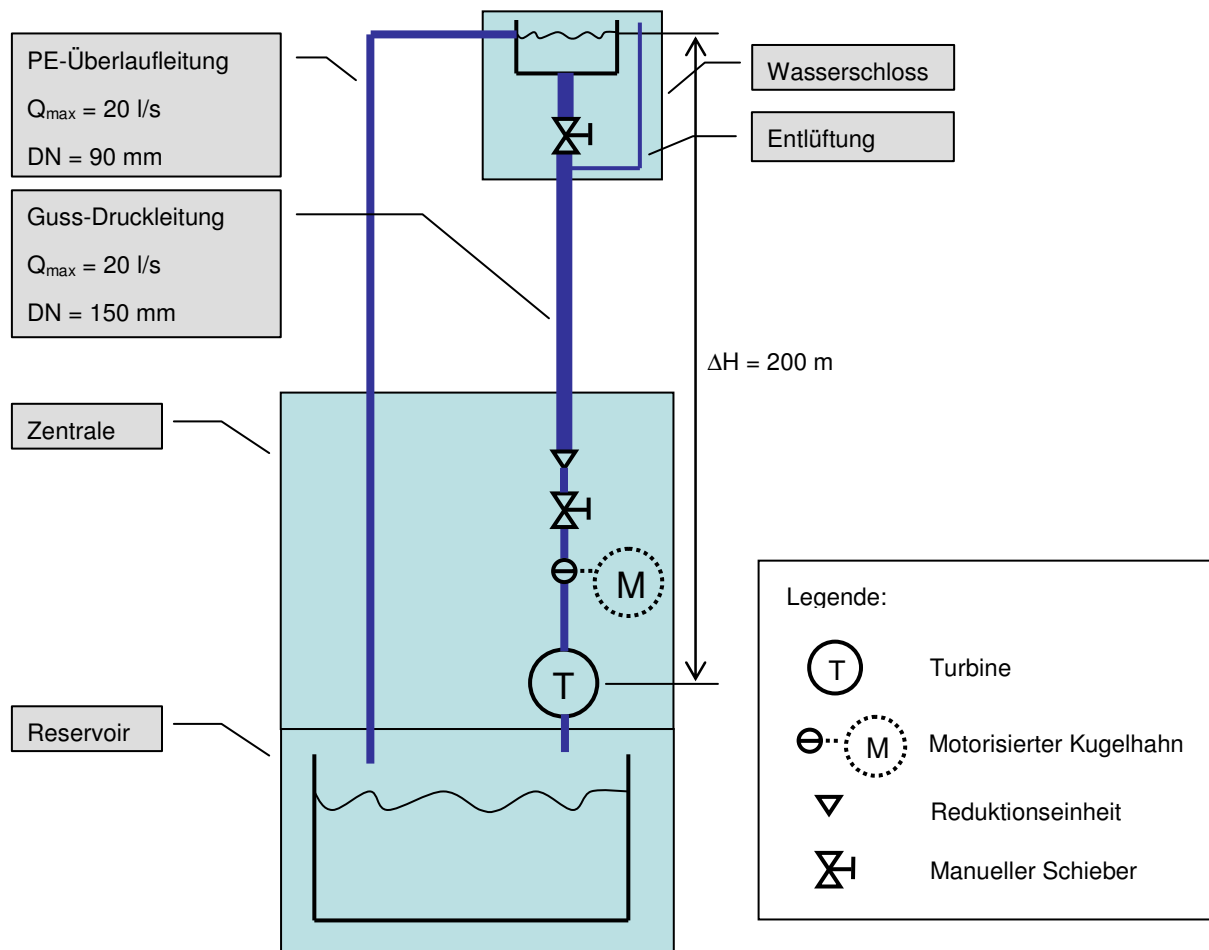 PE-Überlaufleitung
Qmax = 20 l/s
DN = 90 mm
Wasserschloss
Entlüftung
Guss-Druckleitung
Qmax = 20 l/s
DN = 150 mm
ΔH = 200 m
Zentrale
M
T
Reservoir
Legende:
T
Turbine
M
Motorisierter Kugelhahn
Reduktionseinheit
Manueller Schieber